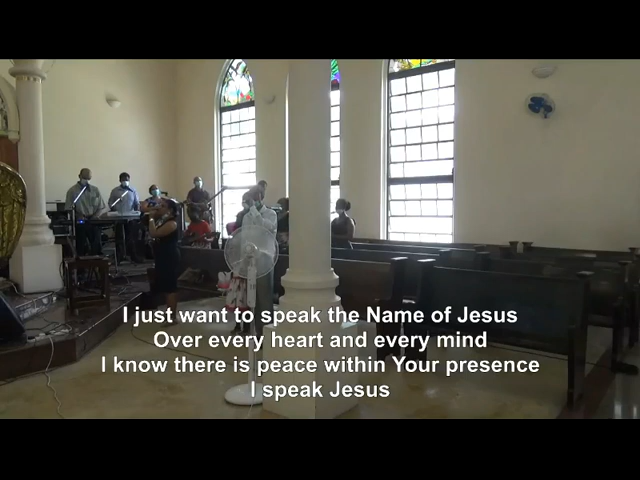 I just want to speak the Name of Jesus
Over every heart and every mind
I know there is peace within Your presence
I speak Jesus